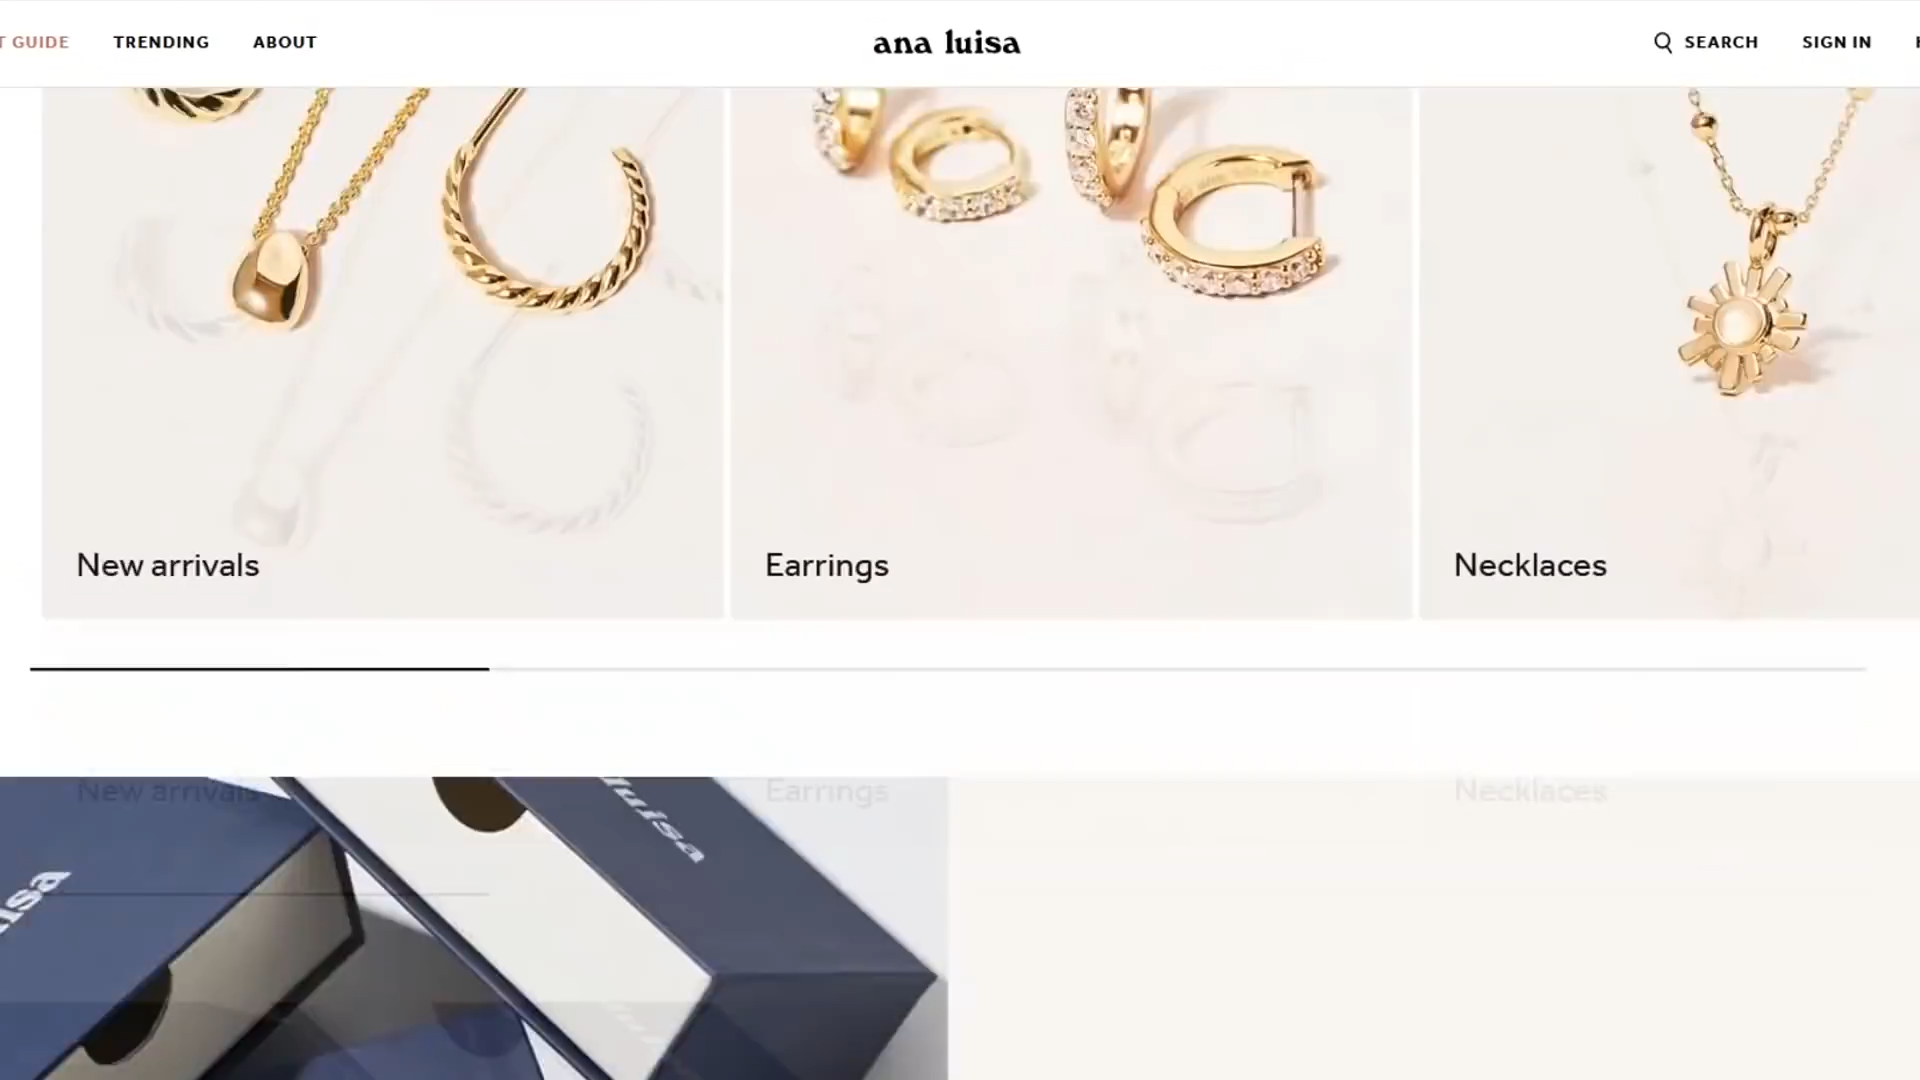 T GUIDE TRENDING ABOUT ana luisa SEARCH SIGN IN
New arrivals Earrings Necklaces
New arrivals Earrings Necklaces
luisa